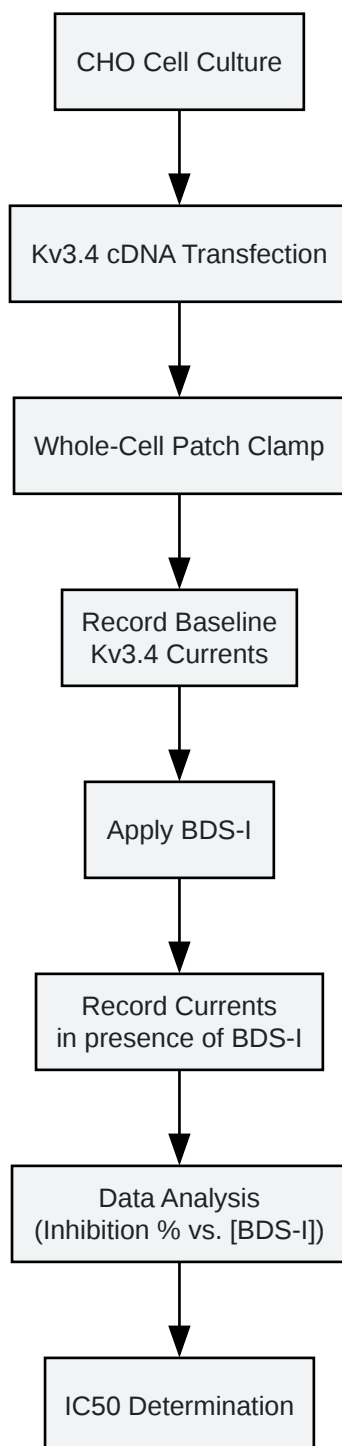 CHO Cell Culture
Kv3.4 cDNA Transfection
Whole-Cell Patch Clamp
Record Baseline
Kv3.4 Currents
Apply BDS-I
Record Currents
in presence of BDS-I
Data Analysis
(Inhibition % vs. [BDS-I])
IC50 Determination